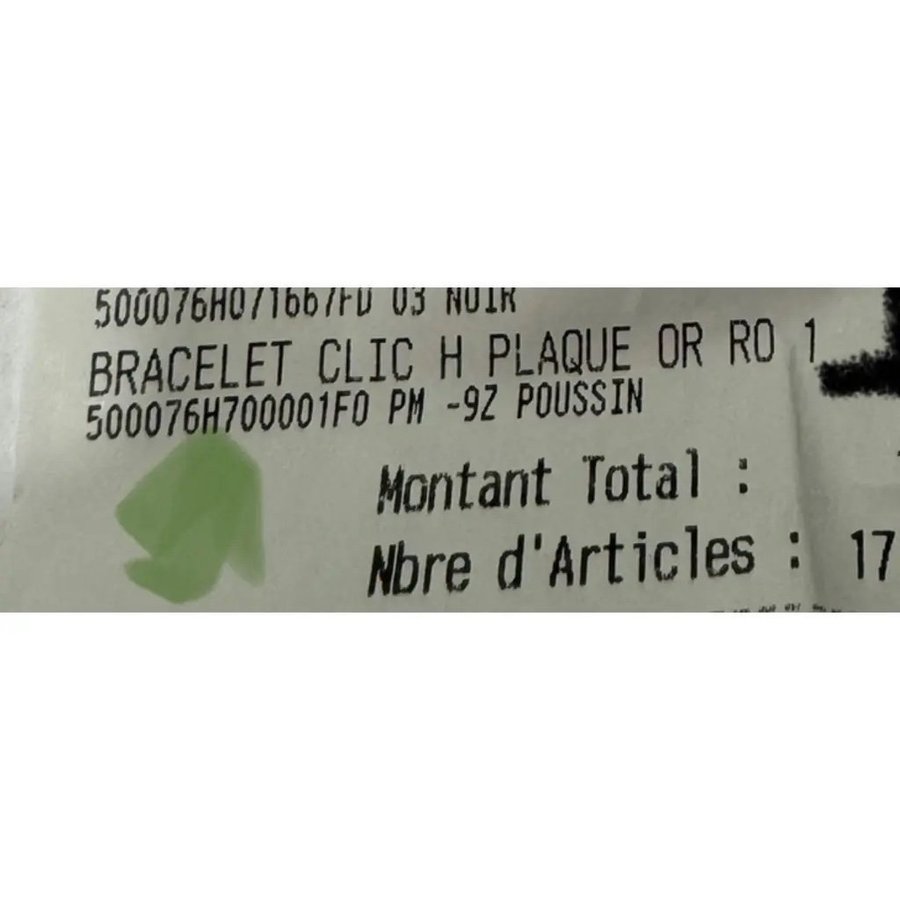 500076H071667FD 03 NOIR
BRACELET CLIC H PLAQUE OR RO 1
500076H700001F0 PM -9Z POUSSIN
Montant Total :
Nbre d'Articles : 17